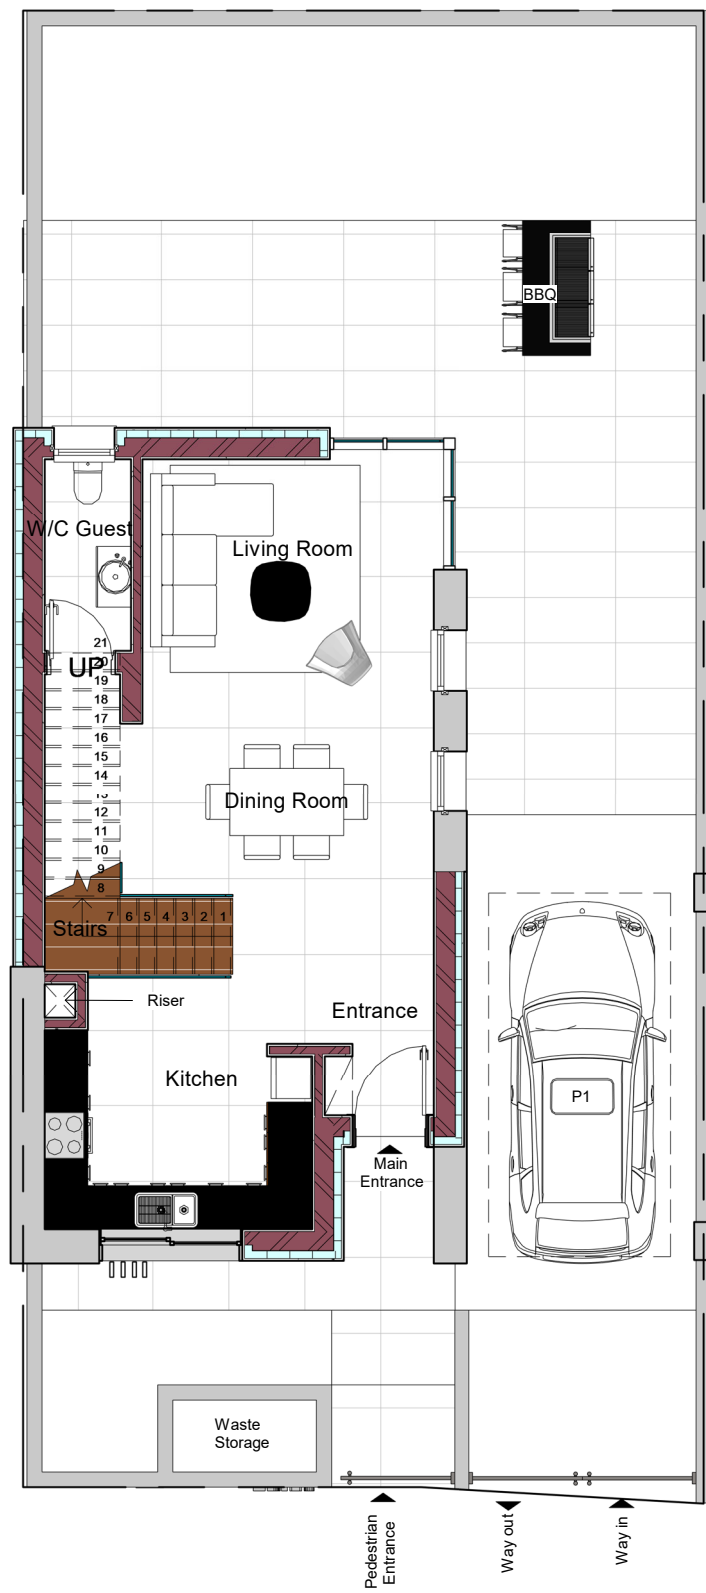 BBQ
W/C Guest
Living Room
21
UP
20
19
18
17
16
15
14
13
12
11
10
9
8
Dining Room
Stairs
7 6 5 4 3 2 1
Riser
Entrance
Kitchen
P1
Main
Entrance
Waste
Storage
Pedestrian
Entrance
Way out
Way in